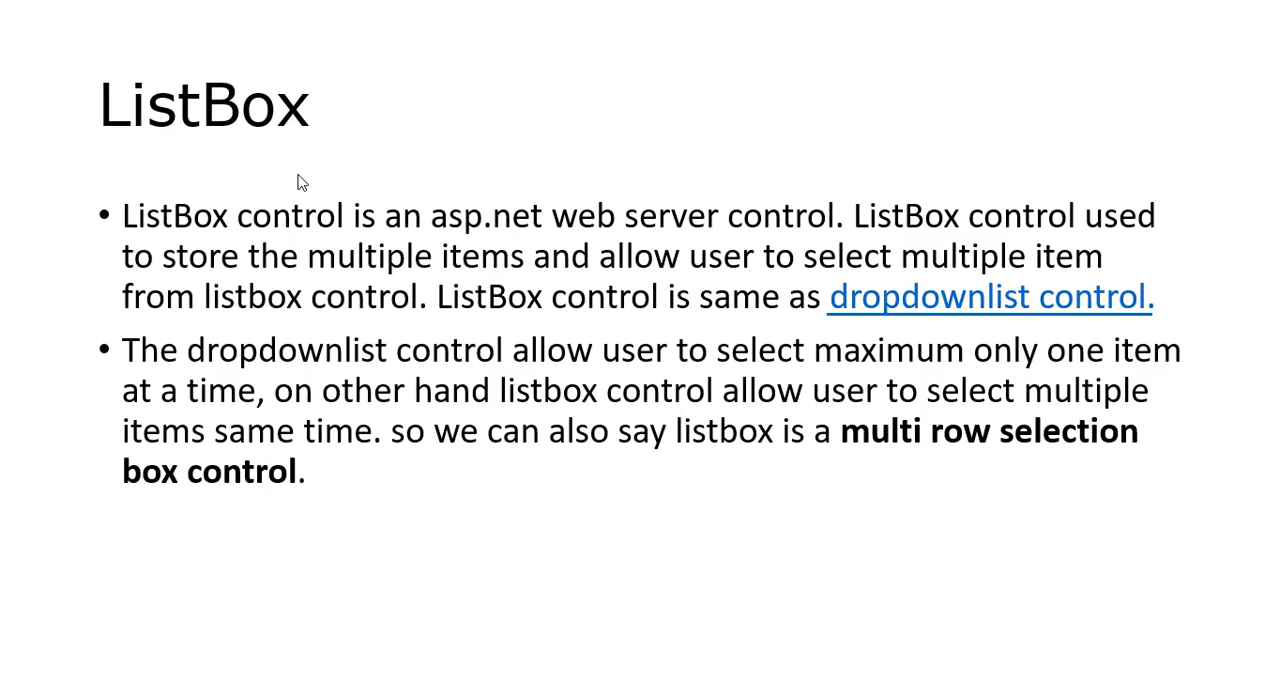 ListBox
• ListBox control is an asp.net web server control. ListBox control used
to store the multiple items and allow user to select multiple item
from listbox control. ListBox control is same as dropdownlist control.
• The dropdownlist control allow user to select maximum only one item
at a time, on other hand listbox control allow user to select multiple
items same time. so we can also say listbox is a multi row selection
box control.